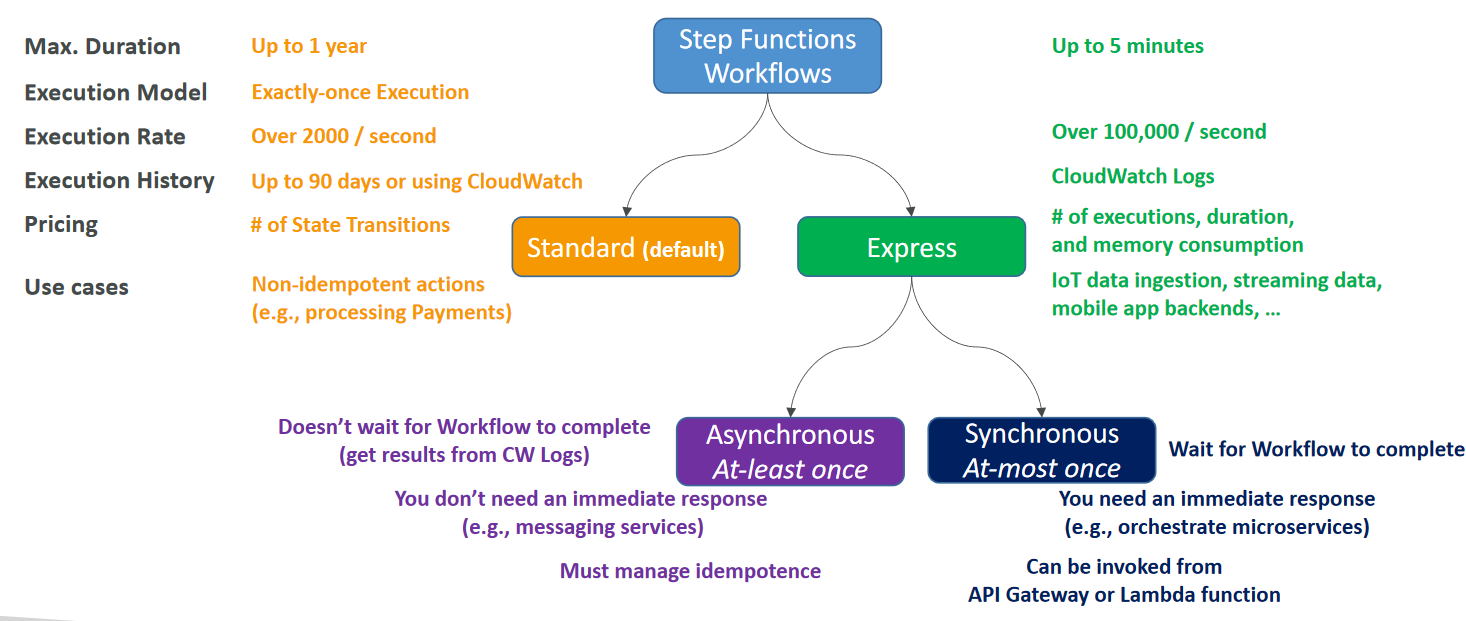 Step Functions
Workflows
Max. Duration
Up to 1 year
Up to 5 minutes
Execution Model
Exactly-once Execution
Execution Rate
Over 2000 / second
Over 100,000 / second
Execution History
Up to 90 days or using CloudWatch
CloudWatch Logs
Pricing
# of State Transitions
# of executions, duration,
and memory consumption
Standard (default)
Express
Use cases
Non-idempotent actions
(e.g., processing Payments)
IoT data ingestion, streaming data,
mobile app backends, …
Doesn’t wait for Workflow to complete
(get results from CW Logs)
Asynchronous
At-least once
Synchronous
At-most once
Wait for Workflow to complete
You don’t need an immediate response
(e.g., messaging services)
You need an immediate response
(e.g., orchestrate microservices)
Must manage idempotence
Can be invoked from
API Gateway or Lambda function